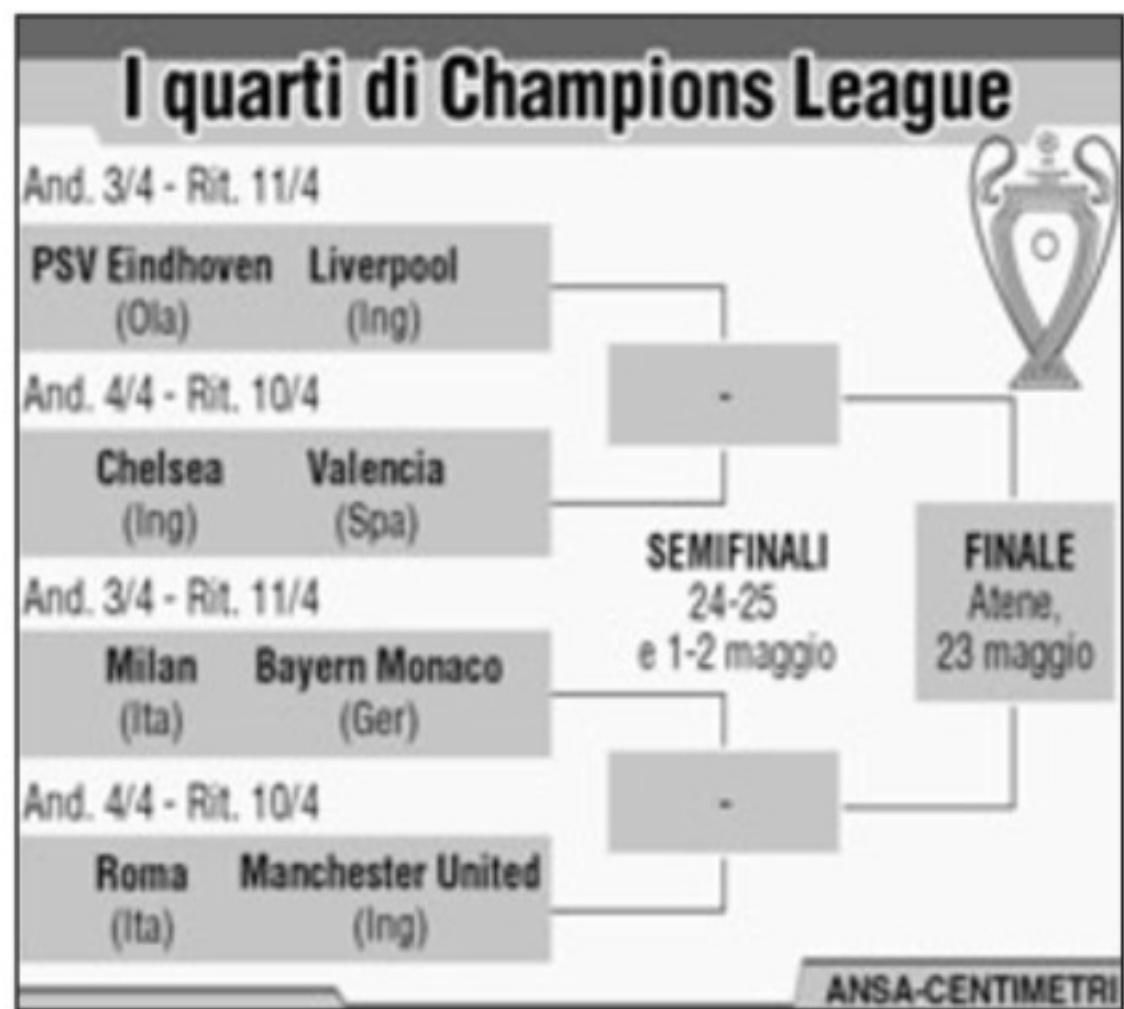 I quarti di Champions League
And. 3/4 - Rit. 11/4
PSV Eindhoven Liverpool
(Ola) (Ing)
And. 4/4 - Rit. 10/4
-
Chelsea Valencia
(Ing) (Spa)
SEMIFINALI
24-25
e 1-2 maggio
FINALE
Atene,
23 maggio
And. 3/4 - Rit. 11/4
Milan Bayern Monaco
(Ita) (Ger)
And. 4/4 - Rit. 10/4
-
Roma Manchester United
(Ita) (Ing)
ANSA-CENTIMETRI